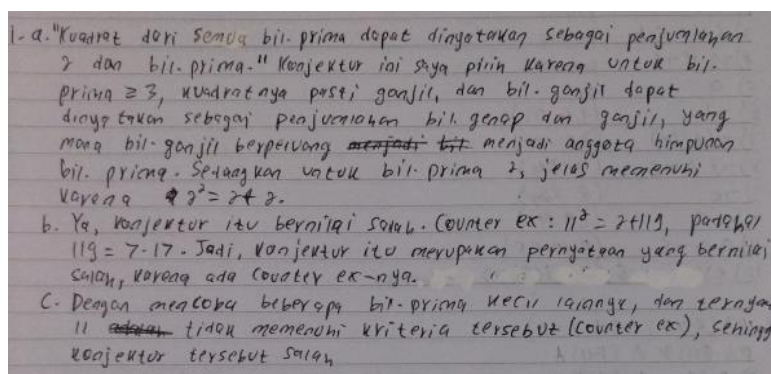 1. a. "Kuadrat dari semua bil. prima dapat dinyatakan sebagai penjumlahan
2 dan bil. prima." Konjektur ini saya pilih karena untuk bil.
prima ≥ 3, kuadratnya pasti ganjil, dan bil. ganjil dapat
dinyatakan sebagai penjumlahan bil. genap dan ganjil, yang
mana bil. ganjil berpeluang menjadi bil menjadi anggota himpunan
bil. prima. Sedangkan untuk bil. prima 2, jelas memenuhi
karena 2² = 2+2.
b. Ya, konjektur itu bernilai salah. Counter ex : 11² = 2+119, padahal
119 = 7.17. Jadi, konjektur itu merupakan pernyataan yang bernilai
salah, karena ada counter ex-nya.
C. Dengan mencoba beberapa bil. prima kecil lainnya, dan ternya
11 adalah tidak memenuhi kriteria tersebut (counter ex), sehingg
konjektur tersebut salah